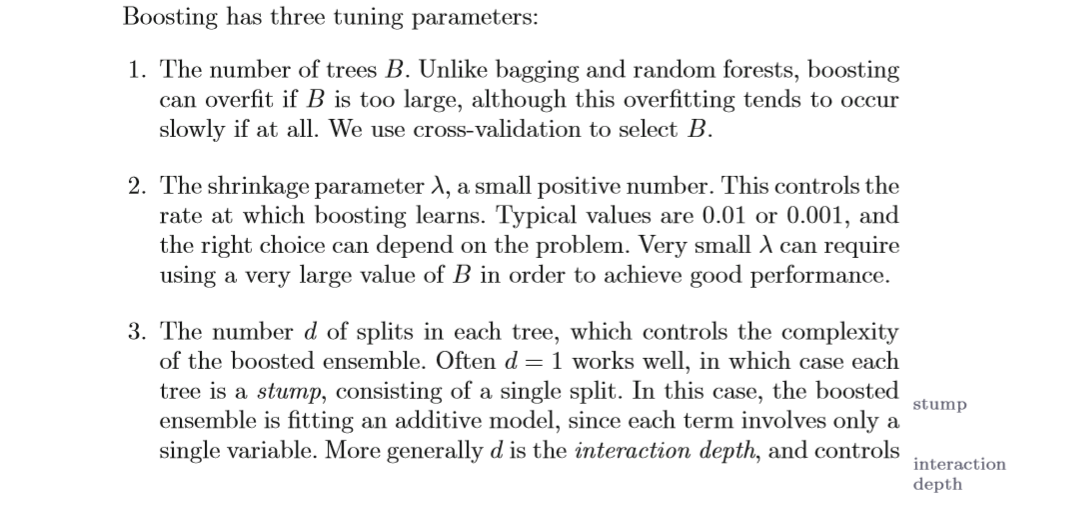 Boosting has three tuning parameters:
1. The number of trees B. Unlike bagging and random forests, boosting
can overfit if B is too large, although this overfitting tends to occur
slowly if at all. We use cross-validation to select B.
2. The shrinkage parameter λ, a small positive number. This controls the
rate at which boosting learns. Typical values are 0.01 or 0.001, and
the right choice can depend on the problem. Very small λ can require
using a very large value of B in order to achieve good performance.
3. The number d of splits in each tree, which controls the complexity
of the boosted ensemble. Often d = 1 works well, in which case each
tree is a stump, consisting of a single split. In this case, the boosted
stump
ensemble is fitting an additive model, since each term involves only a
single variable. More generally d is the interaction depth, and controls
interaction
depth